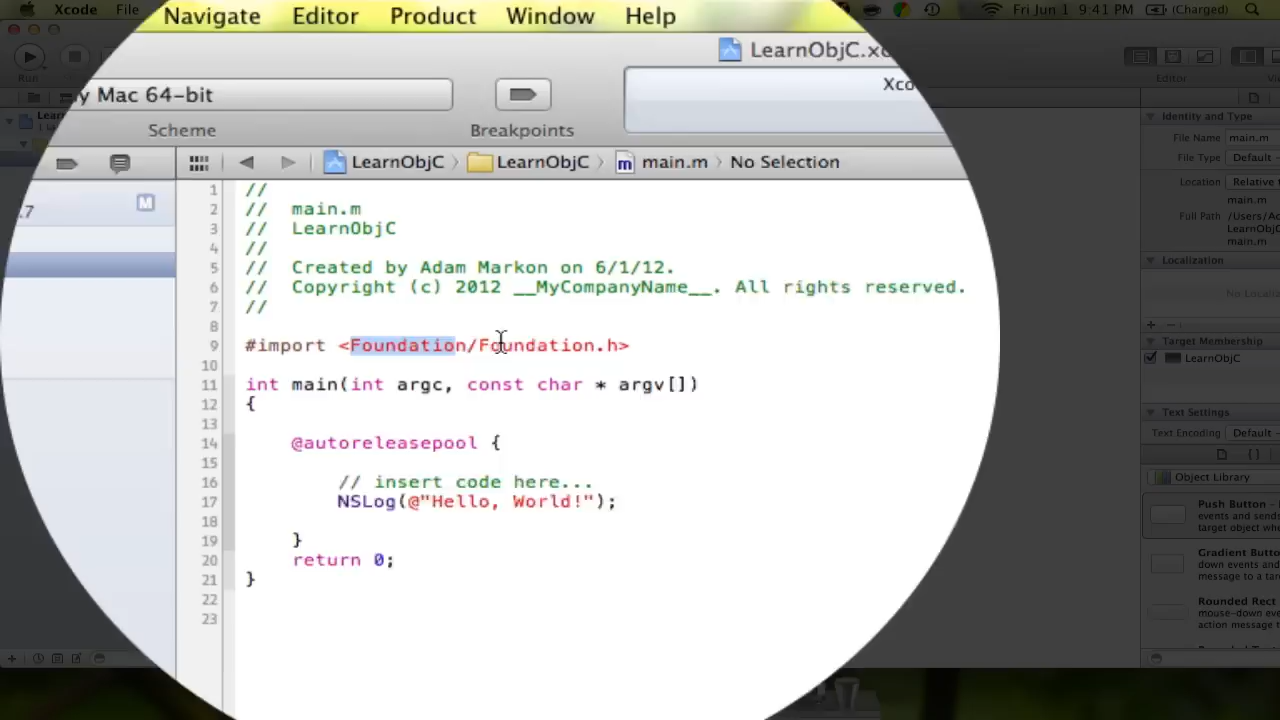 Xcode File Navigate Editor Product Window Help Fri Jun 1 9:41 PM (Charged)
LearnObjC.xc
Run
y Mac 64-bit
Xco
Scheme
Breakpoints
Editor
LearnObjC
LearnObjC
main.m
No Selection
Learn
.7
M
1 //
2 // main.m
3 // LearnObjC
4 //
5 // Created by Adam Markon on 6/1/12.
6 // Copyright (c) 2012 __MyCompanyName__. All rights reserved.
7 //
8
9 #import <Foundation/Foundation.h>
10
11 int main(int argc, const char * argv[])
12 {
13
14 @autoreleasepool {
15
16 // insert code here...
17 NSLog(@"Hello, World!");
18
19 }
20 return 0;
21 }
22
23
Identity and Type
File Name main.m
File Type Default
Location Relative
main.m
Full Path /Users/Ad
LearnObjC
main.m
Localization
No Local
Target Membership
LearnObjC
Text Settings
Text Encoding Default
{ } Object Library
Push Button
events and send
target object wh
Gradient Butto
down events and
message to a tar
Rounded Rect
mouse-down eve
action message t